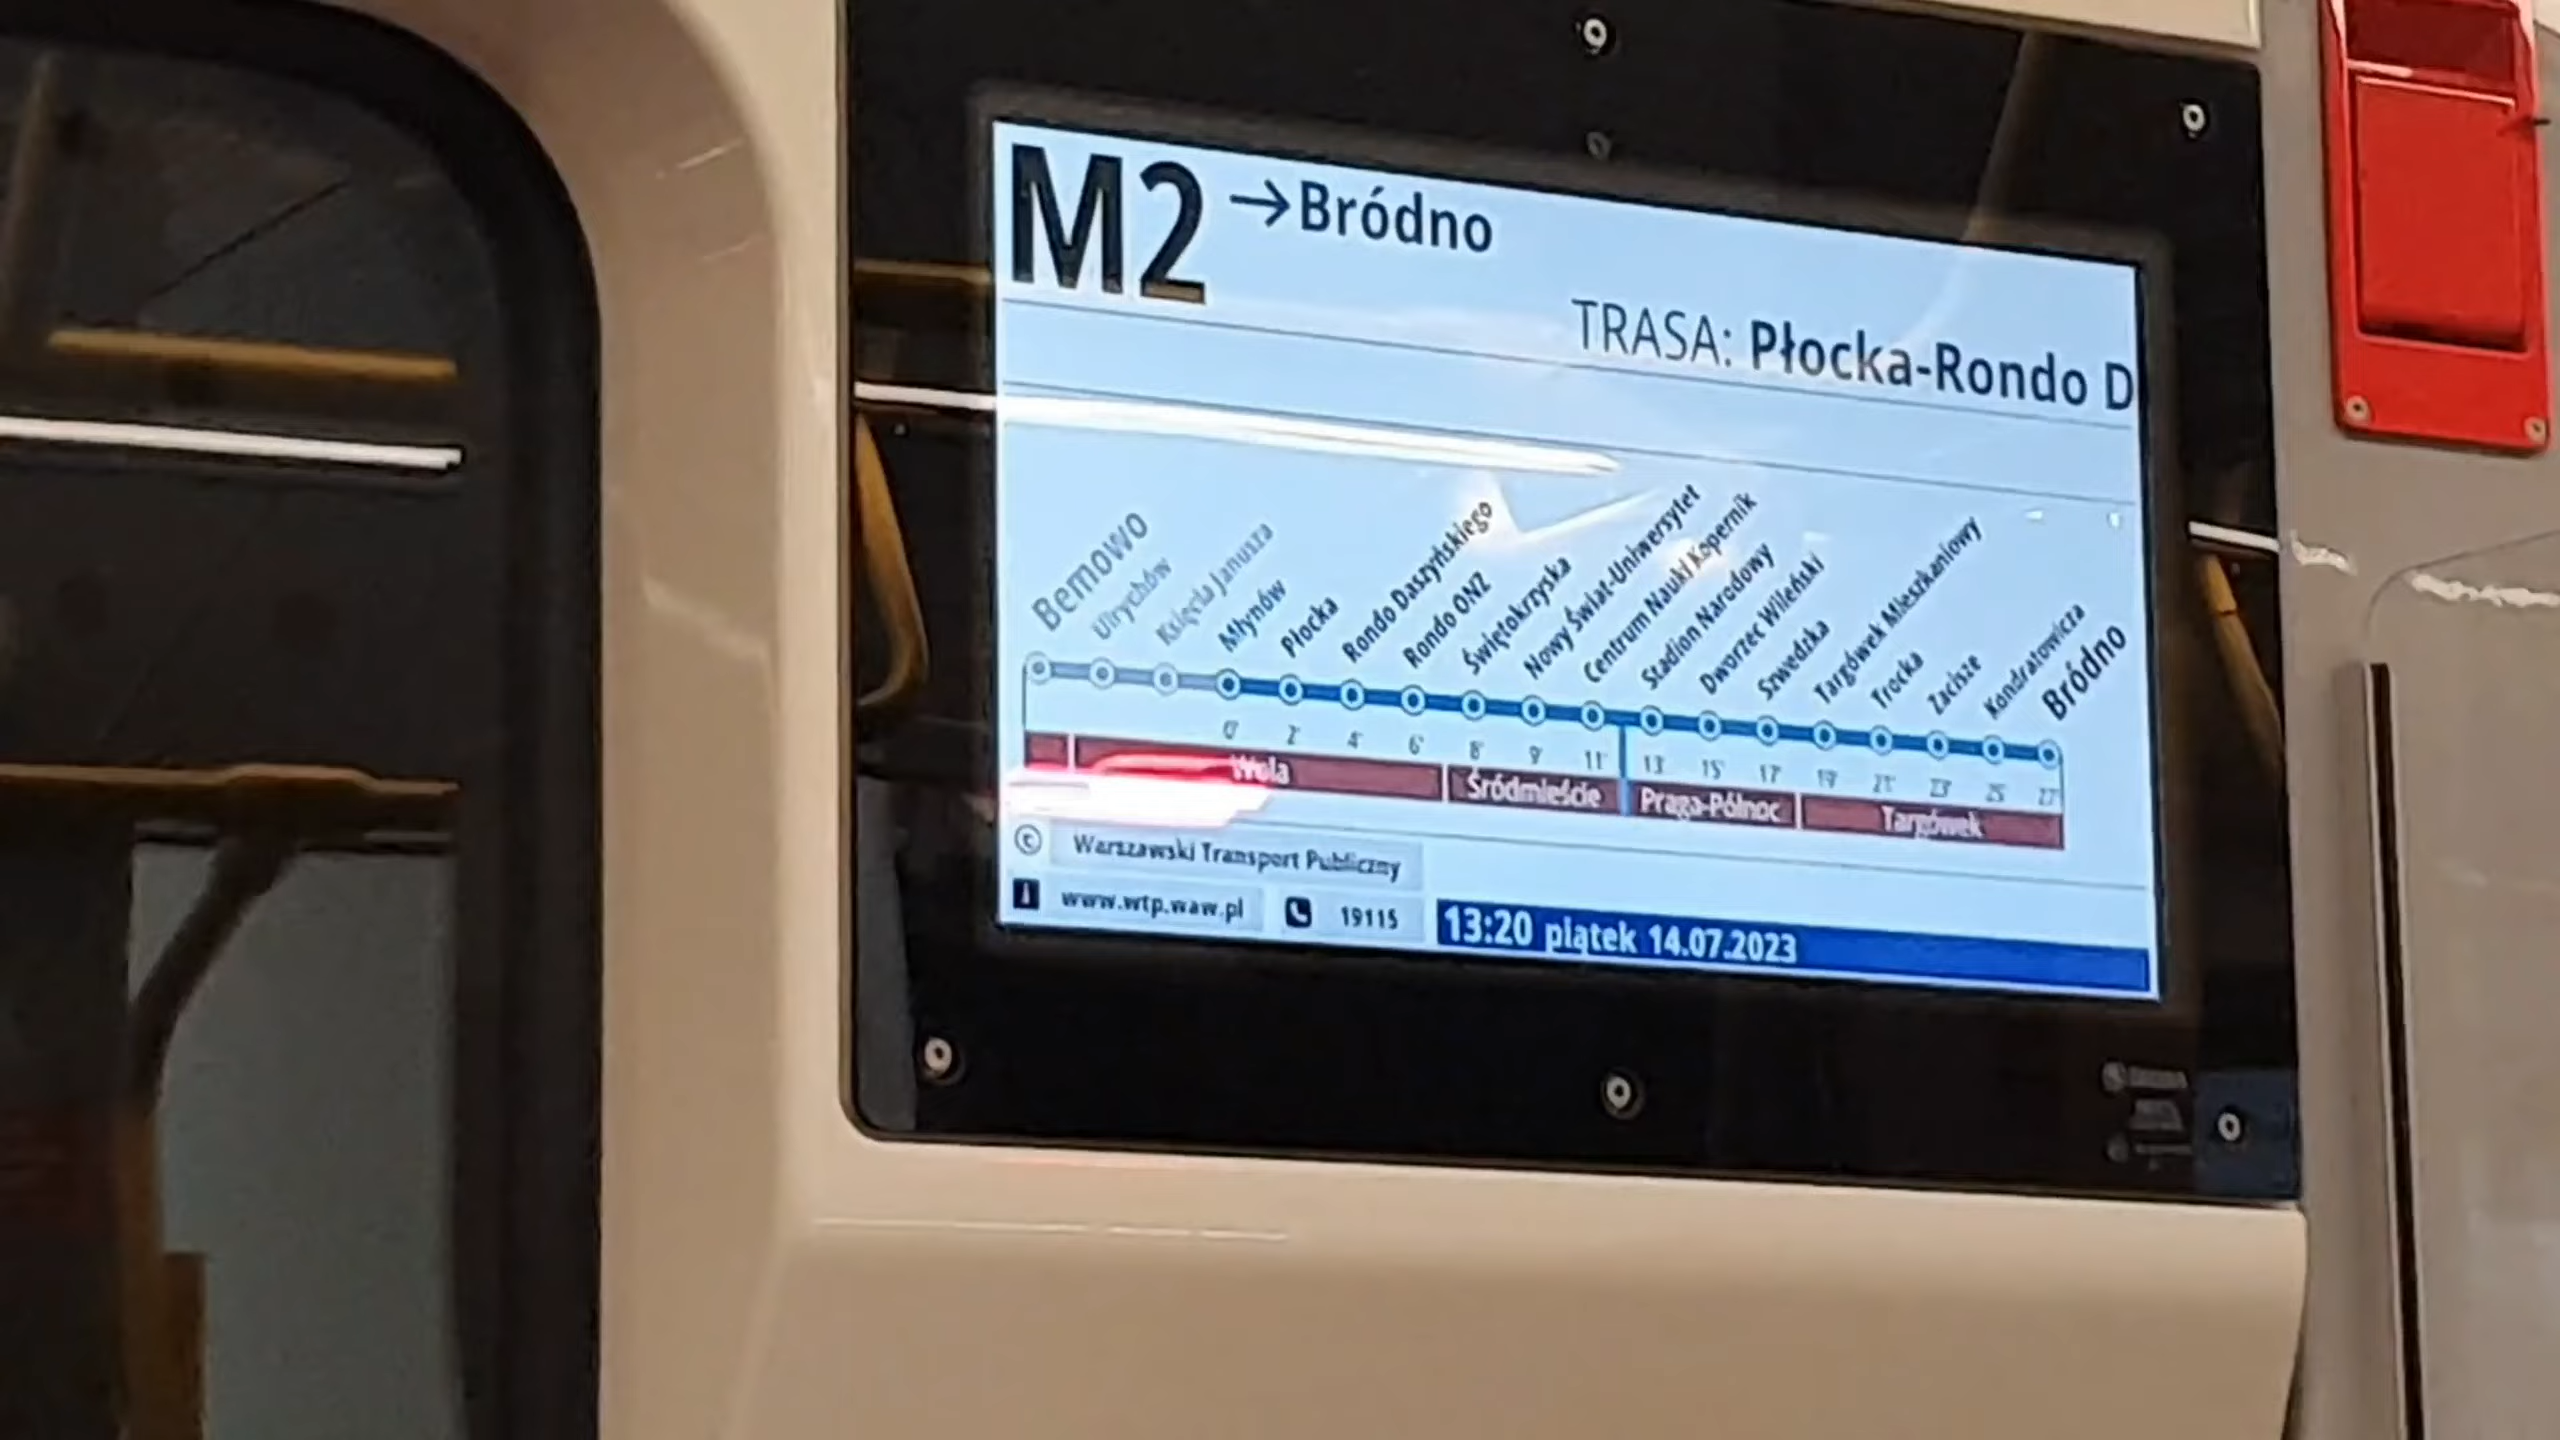 M2 →Bródno
TRASA: Płocka-Rondo D
Bemowo
Ulrychów
Księcia Janusza
Młynów
Płocka
Rondo Daszyńskiego
Rondo ONZ
Świętokrzyska
Nowy Świat-Uniwersytet
Centrum Nauki Kopernik
Stadion Narodowy
Dworzec Wileński
Szwedzka
Targówek Mieszkaniowy
Trocka
Zacisze
Kondratowicza
Bródno
0' 2' 4' 6' 8' 9' 11' 13' 15' 17' 19' 21' 23' 25' 27'
Wola Śródmieście Praga-Północ Targówek
Warszawski Transport Publiczny
www.wtp.waw.pl 19115 13:20 piątek 14.07.2023